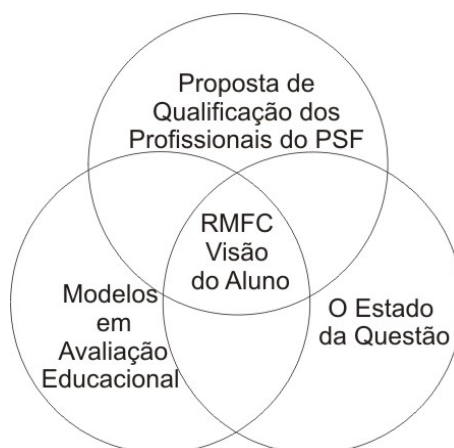 Proposta de
Qualificação dos
Profissionais do PSF
RMFC
Visão
do Aluno
Modelos
em
Avaliação
Educacional
O Estado
da Questão